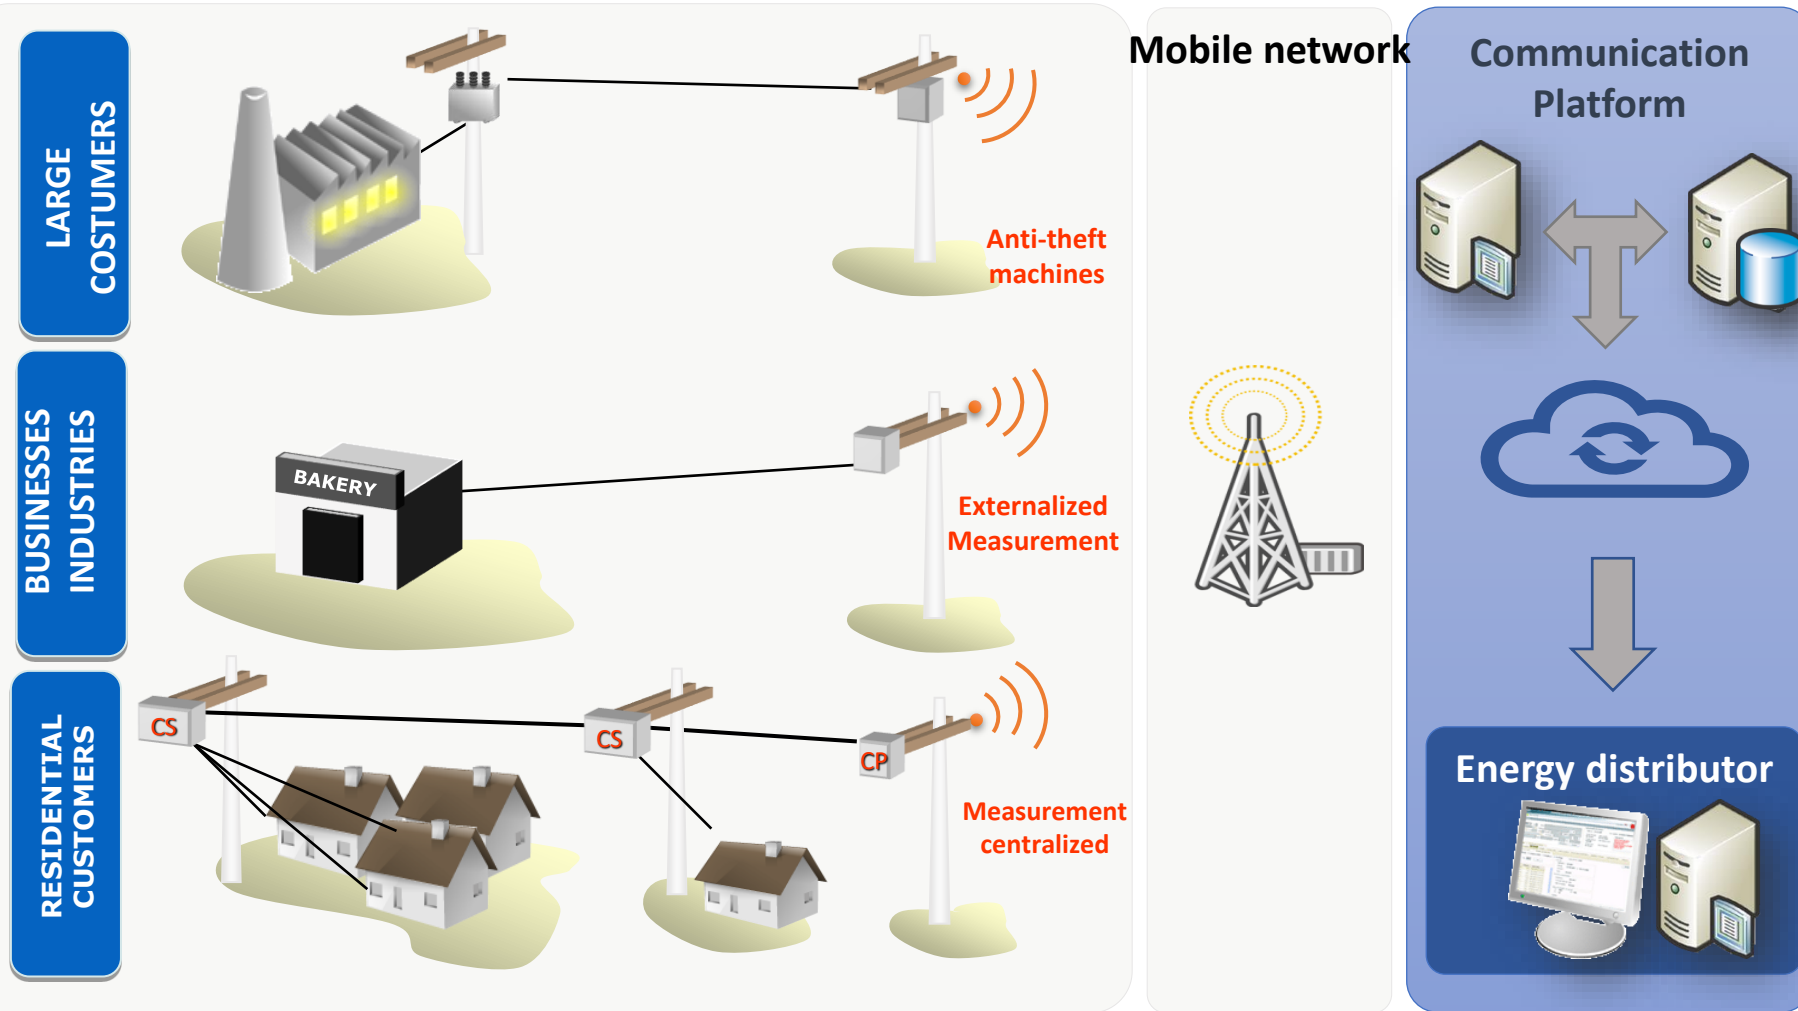 Mobile network
Communication
Platform
LARGE
COSTUMERS
Anti-theft
machines
BUSINESSES
INDUSTRIES
BAKERY
Externalized
Measurement
RESIDENTIAL
CUSTOMERS
CS
CS
CP
Measurement
centralized
Energy distributor